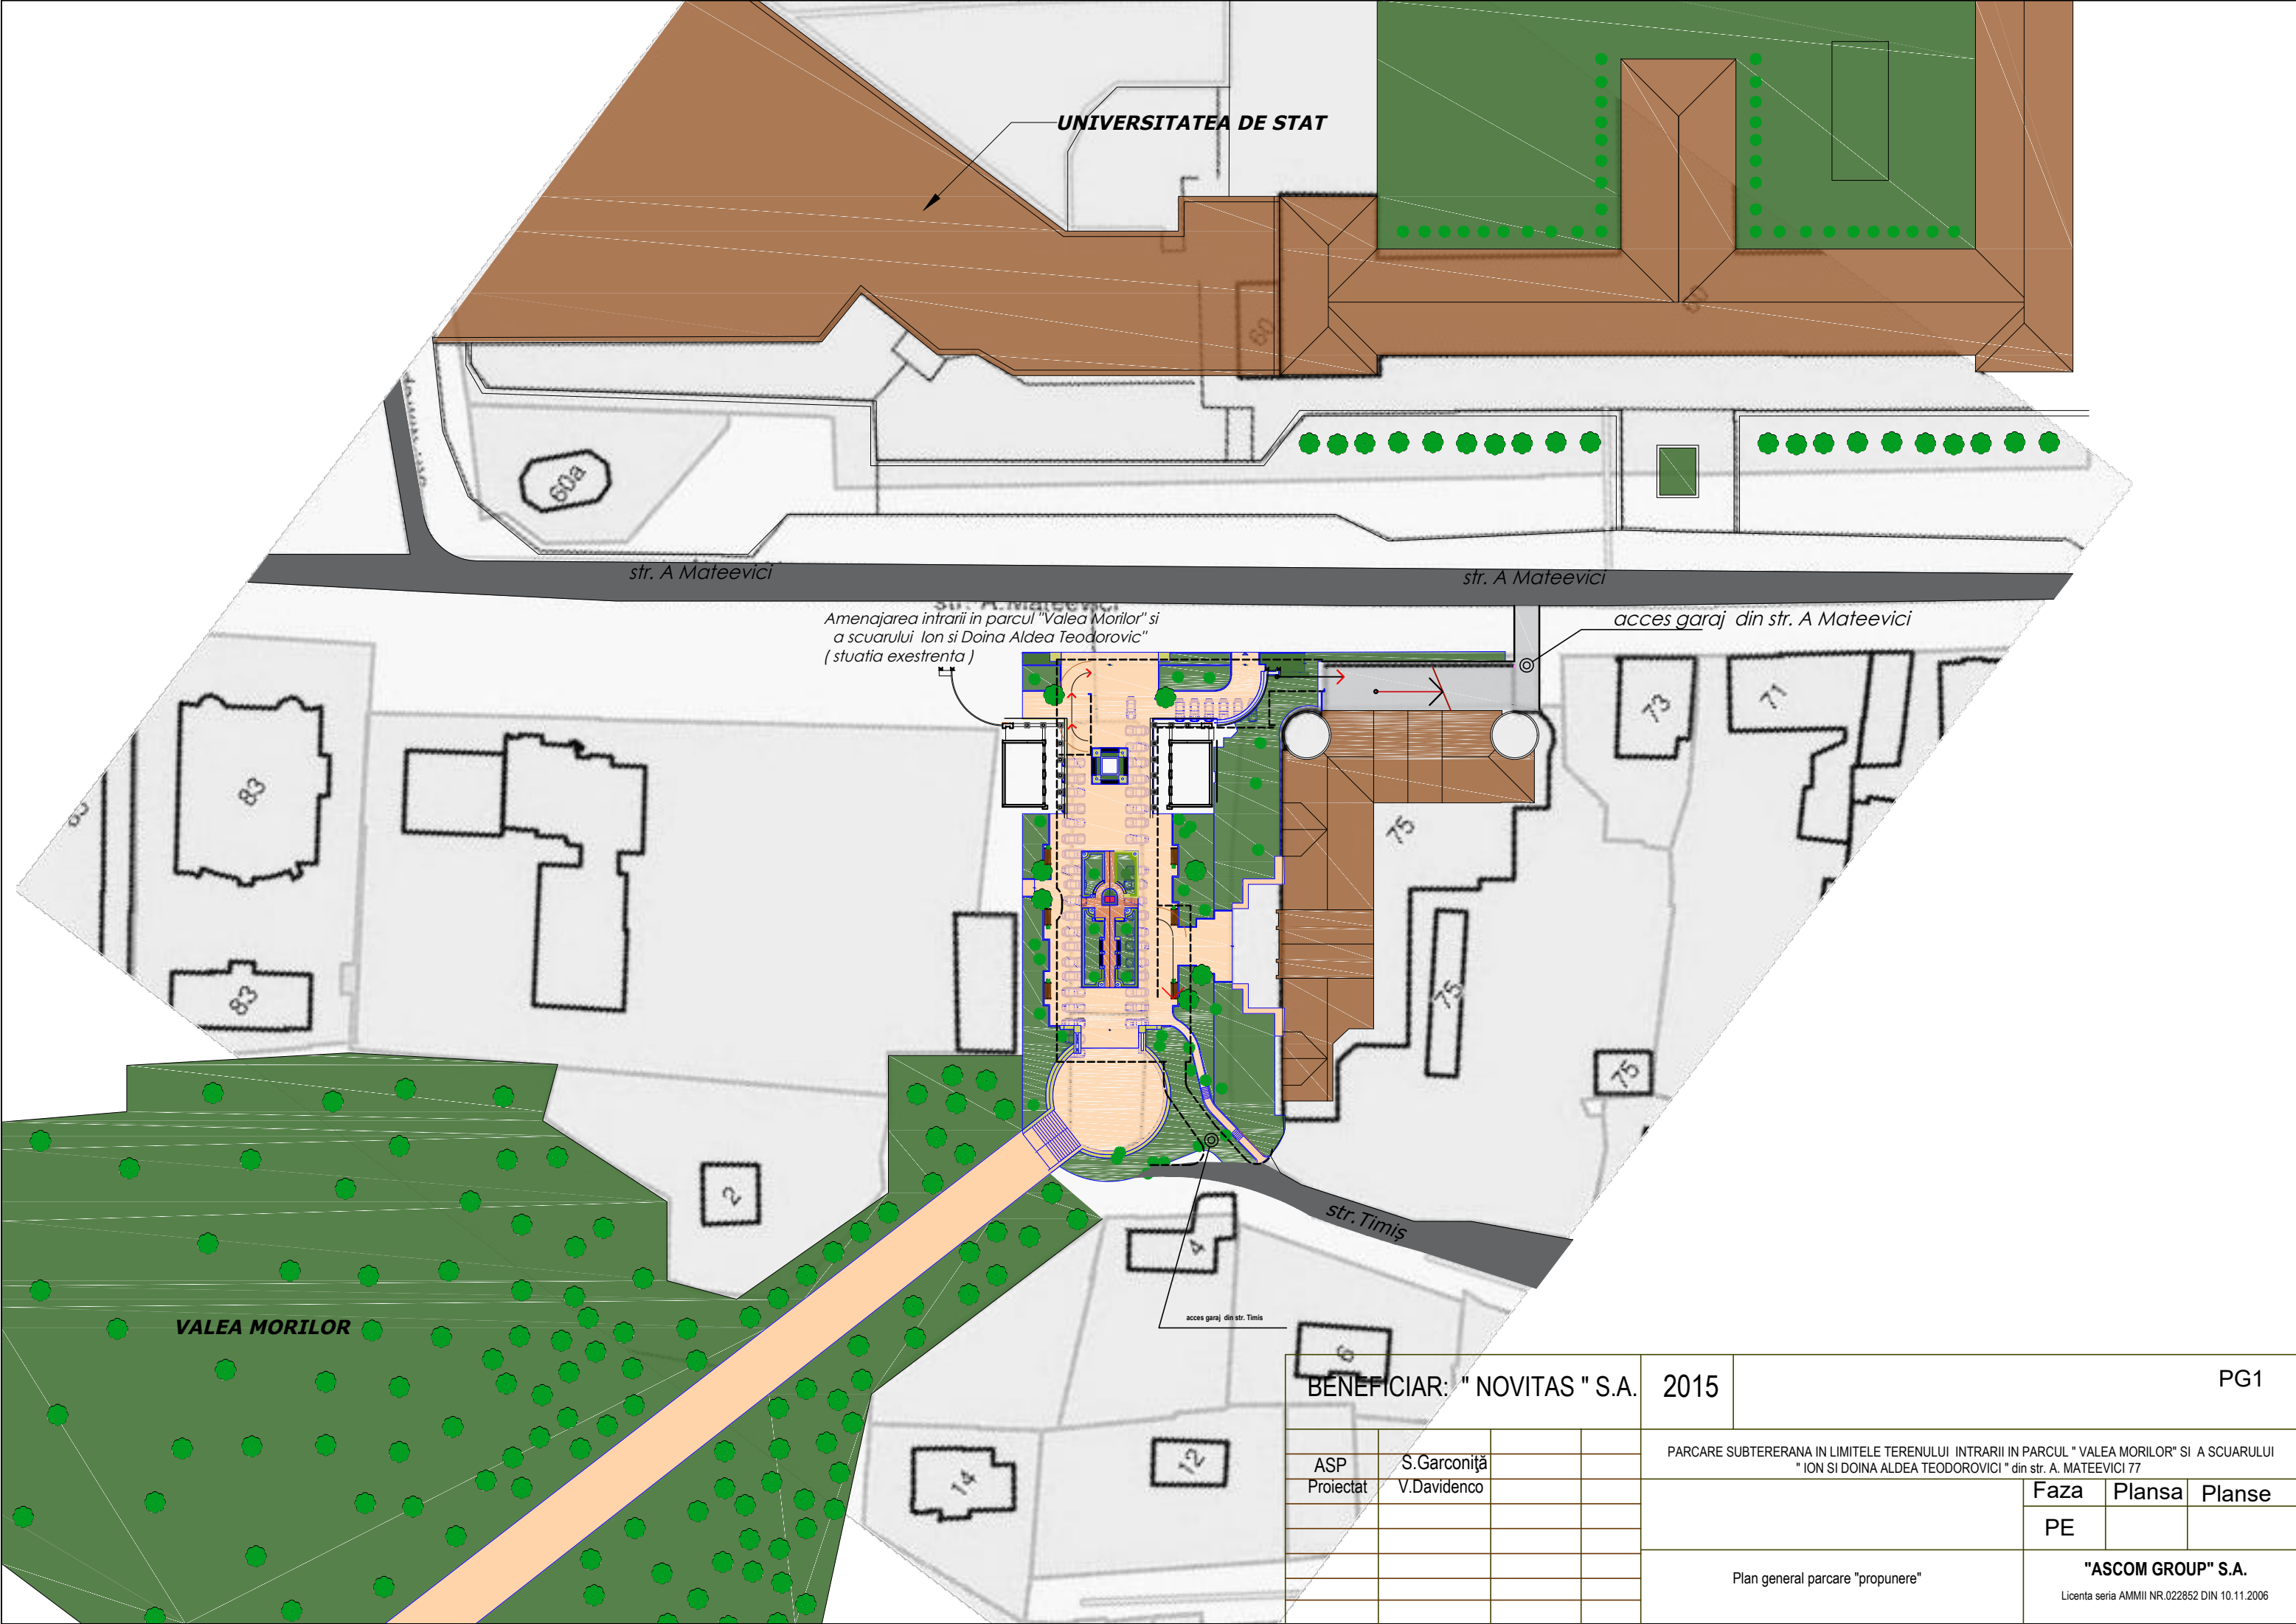 UNIVERSITATEA DE STAT
60
60
60a
str. A Mateevici
str. A Mateevici
str. A.Mateevici
Amenajarea intrarii in parcul "Valea Morilor" si
a scuarului Ion si Doina Aldea Teodorovic"
( stuatia exestrenta )
acces garaj din str. A Mateevici
73
71
83
75
75
83
75
2
str.Timiș
4
VALEA MORILOR
acces garaj din str. Timis
6
14
12
BENEFICIAR: " NOVITAS " S.A.
2015
PG1
ASP
S.Garconiţă
Proiectat
V.Davidenco
PARCARE SUBTERERANA IN LIMITELE TERENULUI INTRARII IN PARCUL " VALEA MORILOR" SI A SCUARULUI
" ION SI DOINA ALDEA TEODOROVICI " din str. A. MATEEVICI 77
Faza
Plansa
Planse
PE
Plan general parcare "propunere"
"ASCOM GROUP" S.A.
Licenta seria AMMII NR.022852 DIN 10.11.2006